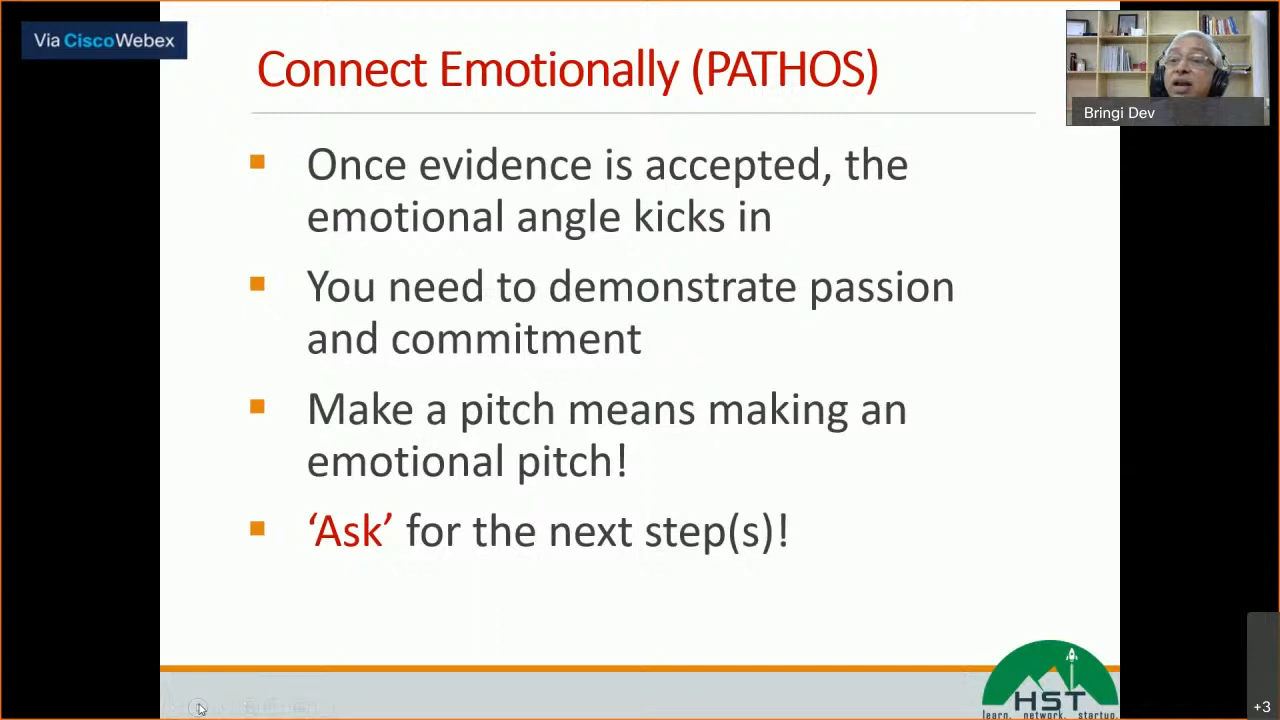 Via CiscoWebex
Connect Emotionally (PATHOS)
Bringi Dev
Once evidence is accepted, the
emotional angle kicks in
You need to demonstrate passion
and commitment
Make a pitch means making an
emotional pitch!
‘Ask’ for the next step(s)!
HST
learn. network. startup.
+3